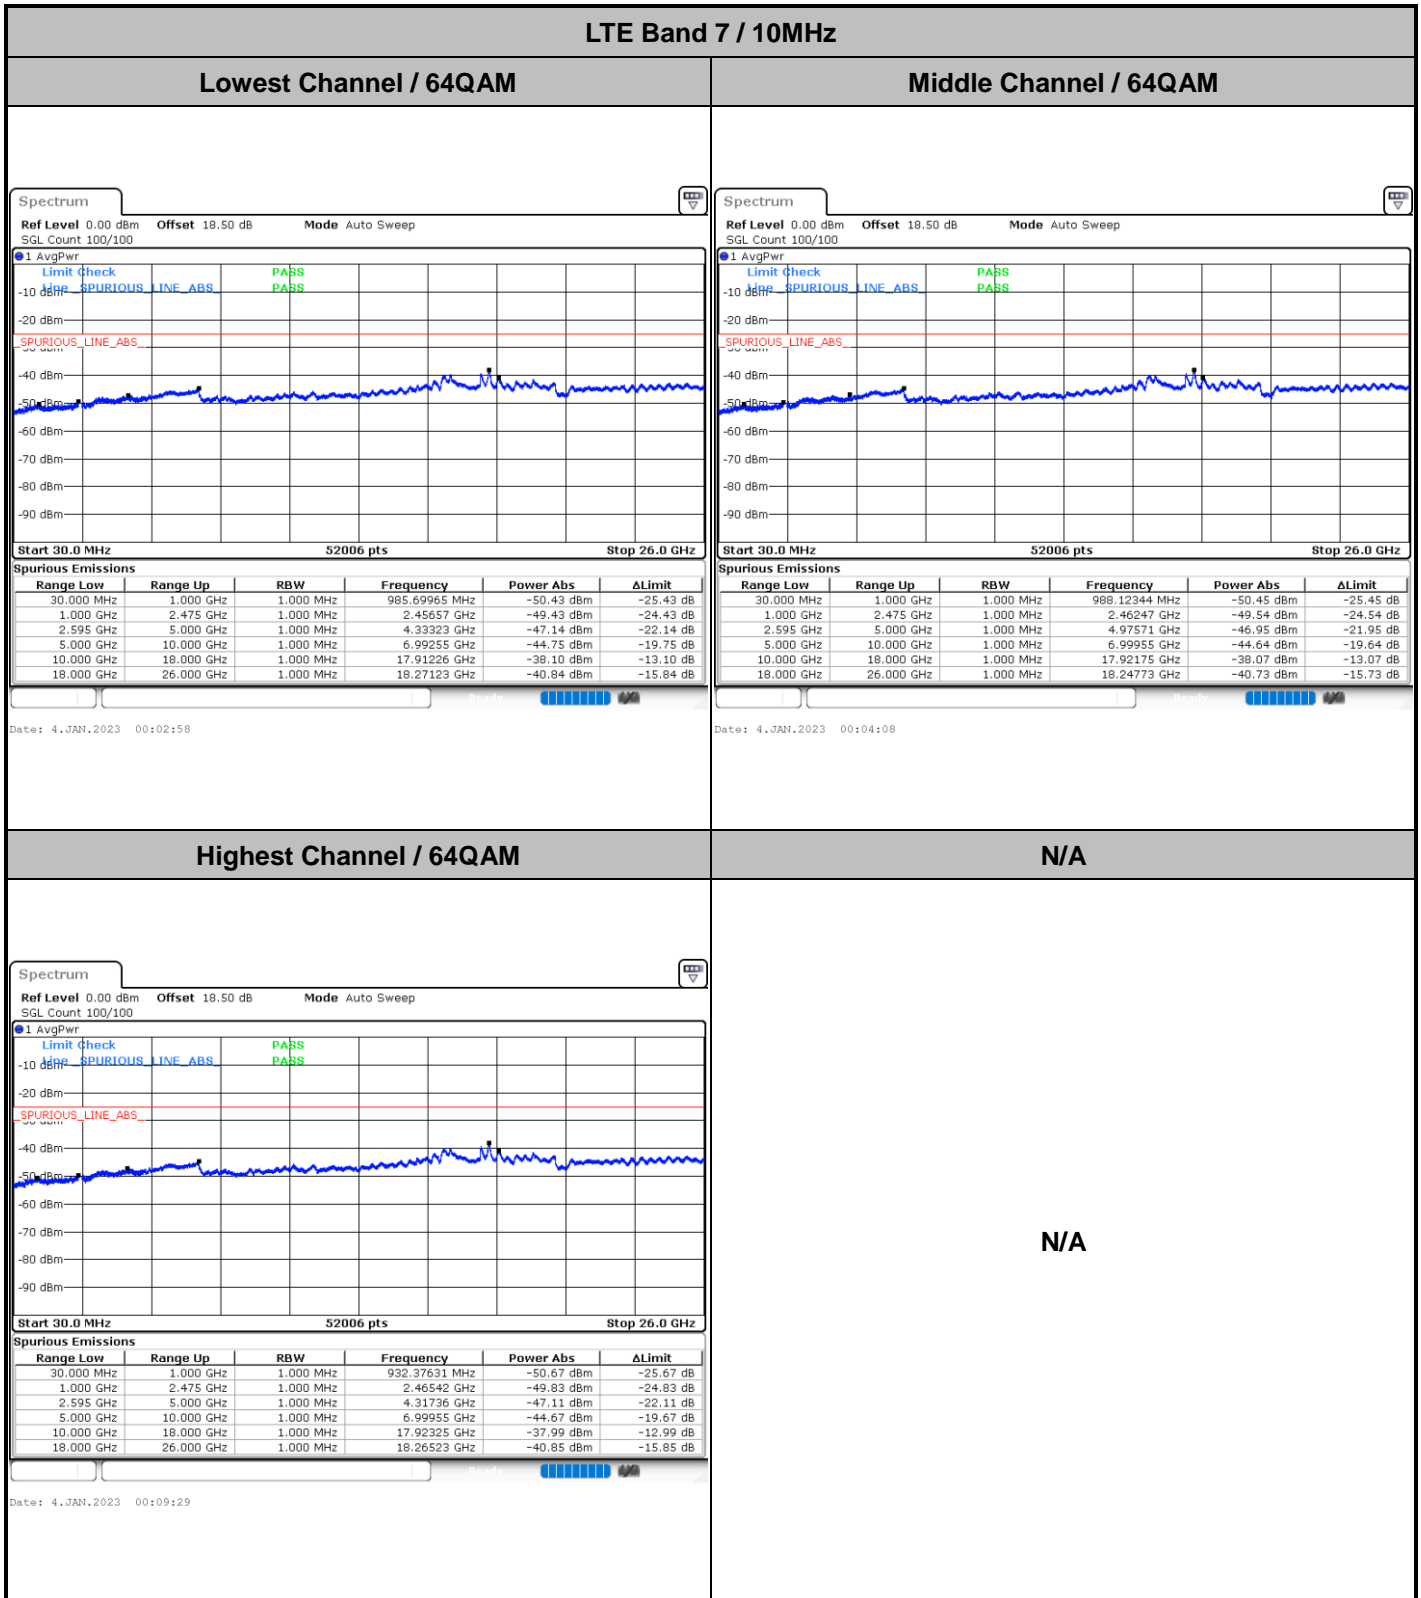 LTE Band 7 / 10MHz
Lowest Channel / 64QAM
Middle Channel / 64QAM
Spectrum
Ref Level 0.00 dBm Offset 18.50 dB Mode Auto Sweep
SGL Count 100/100
1 AvgPwr
Limit Check PASS
-10 dBm Line _SPURIOUS_LINE_ABS_ PASS
-20 dBm
_SPURIOUS_LINE_ABS_
-30 dBm
-40 dBm
-50 dBm
-60 dBm
-70 dBm
-80 dBm
-90 dBm
Start 30.0 MHz 52006 pts Stop 26.0 GHz
Spurious Emissions
Range Low Range Up RBW Frequency Power Abs ΔLimit
30.000 MHz 1.000 GHz 1.000 MHz 985.69965 MHz -50.43 dBm -25.43 dB
1.000 GHz 2.475 GHz 1.000 MHz 2.45657 GHz -49.43 dBm -24.43 dB
2.595 GHz 5.000 GHz 1.000 MHz 4.33323 GHz -47.14 dBm -22.14 dB
5.000 GHz 10.000 GHz 1.000 MHz 6.99255 GHz -44.75 dBm -19.75 dB
10.000 GHz 18.000 GHz 1.000 MHz 17.91226 GHz -38.10 dBm -13.10 dB
18.000 GHz 26.000 GHz 1.000 MHz 18.27123 GHz -40.84 dBm -15.84 dB
Ready
Date: 4.JAN.2023 00:02:58
Spectrum
Ref Level 0.00 dBm Offset 18.50 dB Mode Auto Sweep
SGL Count 100/100
1 AvgPwr
Limit Check PASS
-10 dBm Line _SPURIOUS_LINE_ABS_ PASS
-20 dBm
_SPURIOUS_LINE_ABS_
-30 dBm
-40 dBm
-50 dBm
-60 dBm
-70 dBm
-80 dBm
-90 dBm
Start 30.0 MHz 52006 pts Stop 26.0 GHz
Spurious Emissions
Range Low Range Up RBW Frequency Power Abs ΔLimit
30.000 MHz 1.000 GHz 1.000 MHz 988.12344 MHz -50.45 dBm -25.45 dB
1.000 GHz 2.475 GHz 1.000 MHz 2.46247 GHz -49.54 dBm -24.54 dB
2.595 GHz 5.000 GHz 1.000 MHz 4.97571 GHz -46.95 dBm -21.95 dB
5.000 GHz 10.000 GHz 1.000 MHz 6.99955 GHz -44.64 dBm -19.64 dB
10.000 GHz 18.000 GHz 1.000 MHz 17.92175 GHz -38.07 dBm -13.07 dB
18.000 GHz 26.000 GHz 1.000 MHz 18.24773 GHz -40.73 dBm -15.73 dB
Ready
Date: 4.JAN.2023 00:04:08
Highest Channel / 64QAM
N/A
Spectrum
Ref Level 0.00 dBm Offset 18.50 dB Mode Auto Sweep
SGL Count 100/100
1 AvgPwr
Limit Check PASS
-10 dBm Line _SPURIOUS_LINE_ABS_ PASS
-20 dBm
_SPURIOUS_LINE_ABS_
-30 dBm
-40 dBm
-50 dBm
-60 dBm
-70 dBm
-80 dBm
-90 dBm
Start 30.0 MHz 52006 pts Stop 26.0 GHz
Spurious Emissions
Range Low Range Up RBW Frequency Power Abs ΔLimit
30.000 MHz 1.000 GHz 1.000 MHz 932.37631 MHz -50.67 dBm -25.67 dB
1.000 GHz 2.475 GHz 1.000 MHz 2.46542 GHz -49.83 dBm -24.83 dB
2.595 GHz 5.000 GHz 1.000 MHz 4.31736 GHz -47.11 dBm -22.11 dB
5.000 GHz 10.000 GHz 1.000 MHz 6.99955 GHz -44.67 dBm -19.67 dB
10.000 GHz 18.000 GHz 1.000 MHz 17.92325 GHz -37.99 dBm -12.99 dB
18.000 GHz 26.000 GHz 1.000 MHz 18.26523 GHz -40.85 dBm -15.85 dB
Ready
Date: 4.JAN.2023 00:09:29
N/A